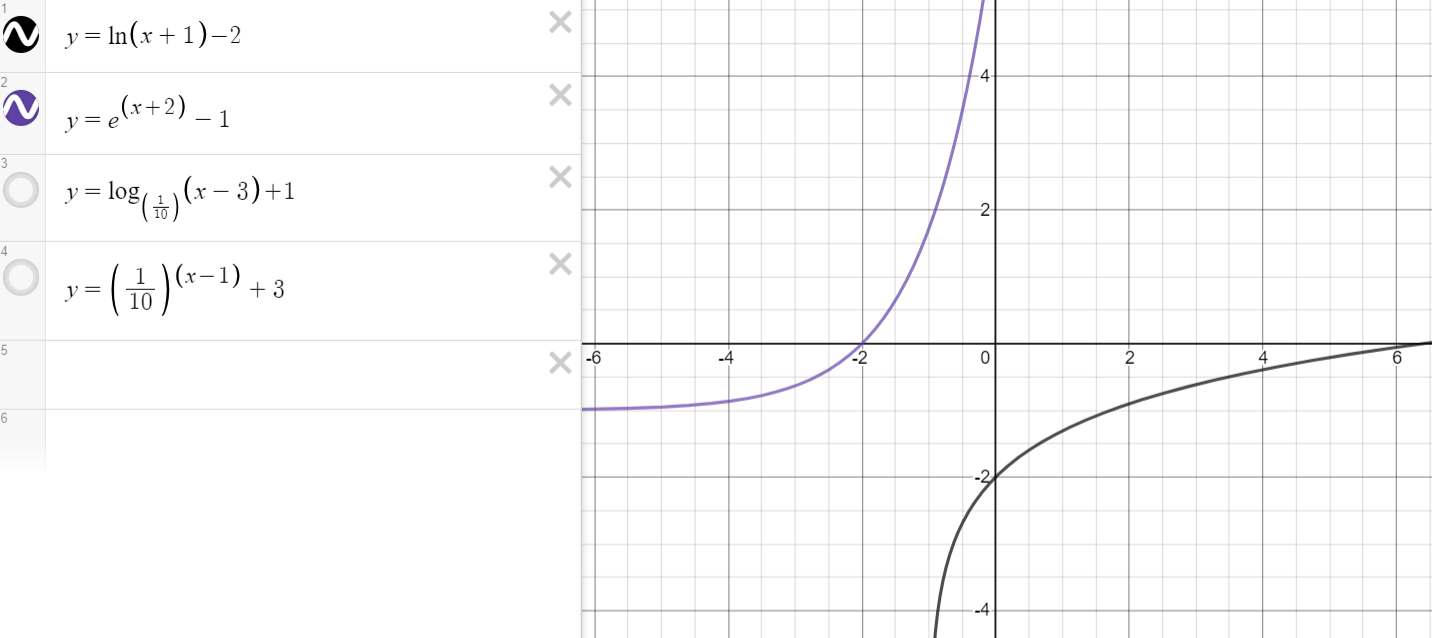 1
y = ln(x + 1)−2
2
y = e^(x+2) − 1
3
y = log_(1/10)(x − 3)+1
4
y = (1/10)^(x−1) + 3
5
6
4
2
-6 -4 -2 0 2 4 6
-2
-4